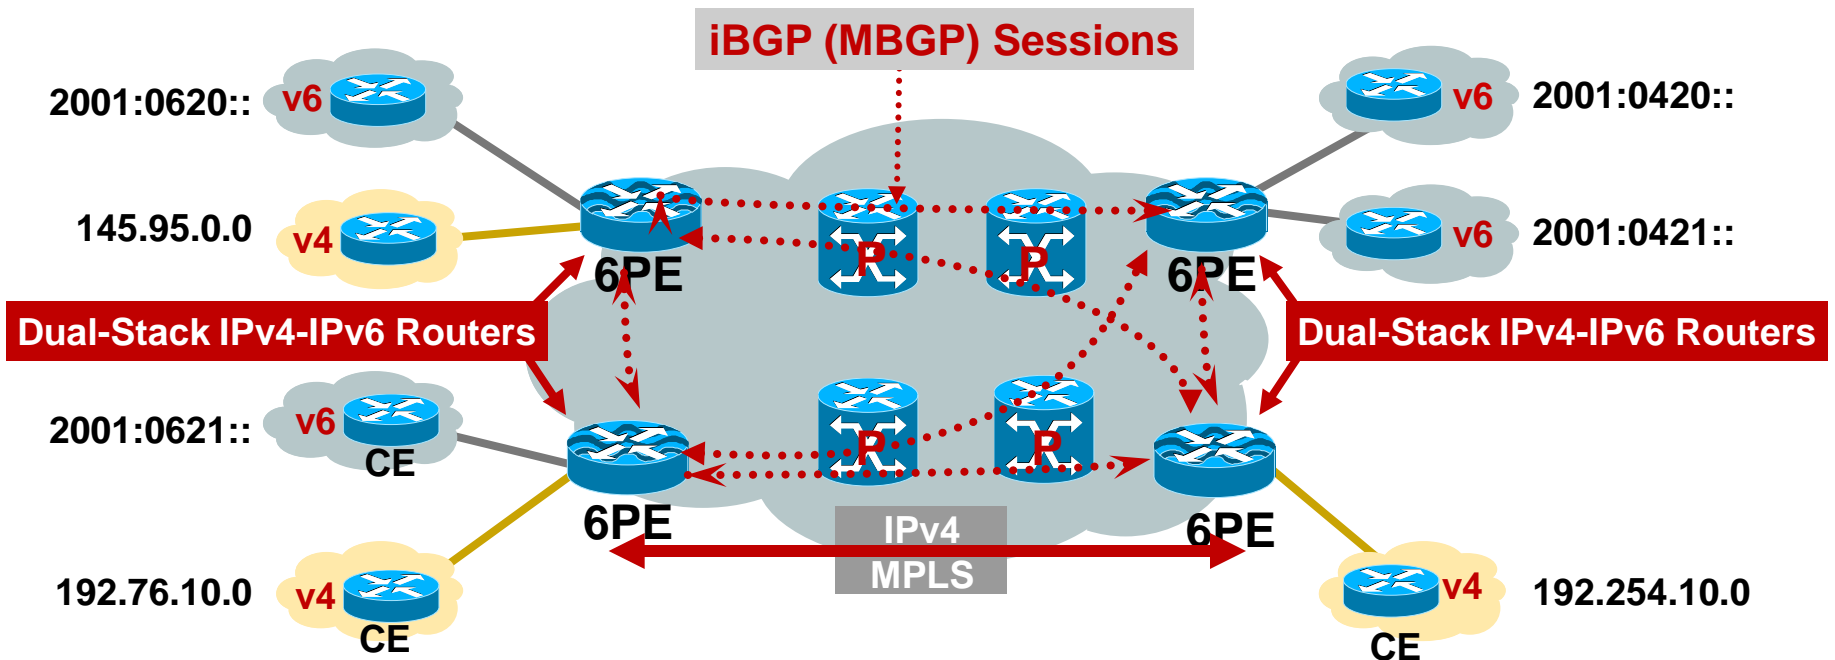 iBGP (MBGP) Sessions
2001:0620::
v6
v6
2001:0420::
145.95.0.0
v4
v6
2001:0421::
6PE
P
P
6PE
Dual-Stack IPv4-IPv6 Routers
Dual-Stack IPv4-IPv6 Routers
2001:0621::
v6
CE
P
P
6PE
6PE
IPv4
MPLS
192.76.10.0
v4
CE
v4
192.254.10.0
CE